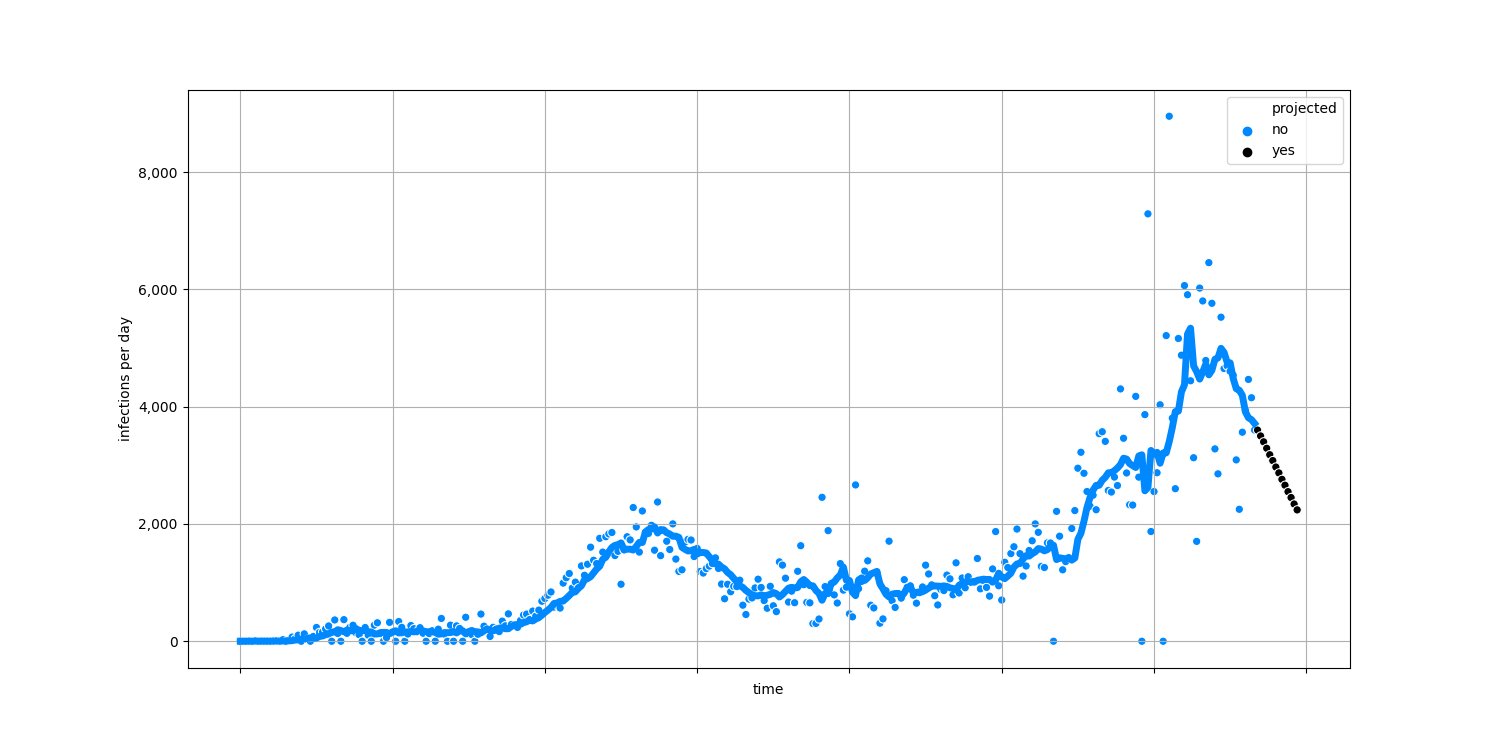 projected
no
yes
8,000
6,000
4,000
2,000
0
infections per day
time